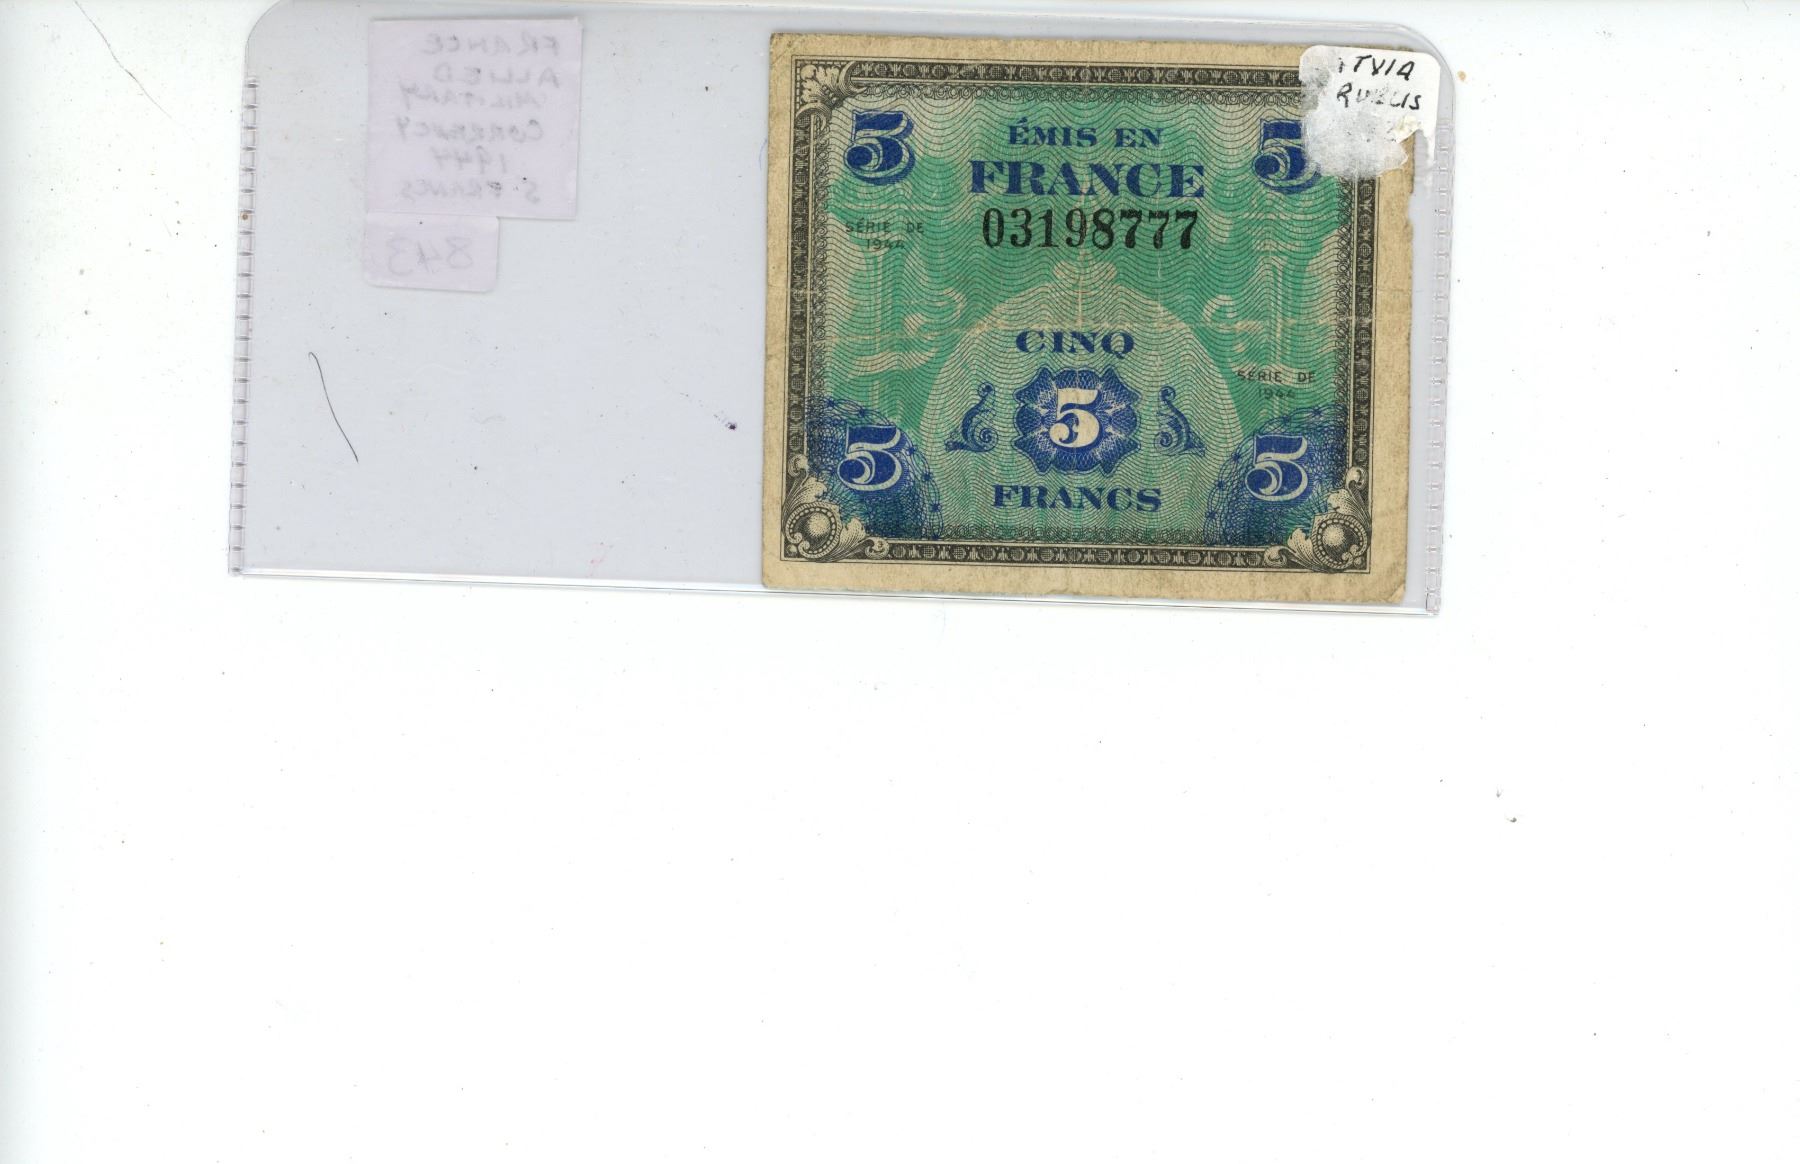 FRANCE
ALLIED
MILITARY
CURRENCY
1944
5 FRANCS
843
5
5
ÉMIS EN
FRANCE
03198777
SÉRIE DE
1944
CINQ
5
SÉRIE DE
1944
5
5
FRANCS
TVIA